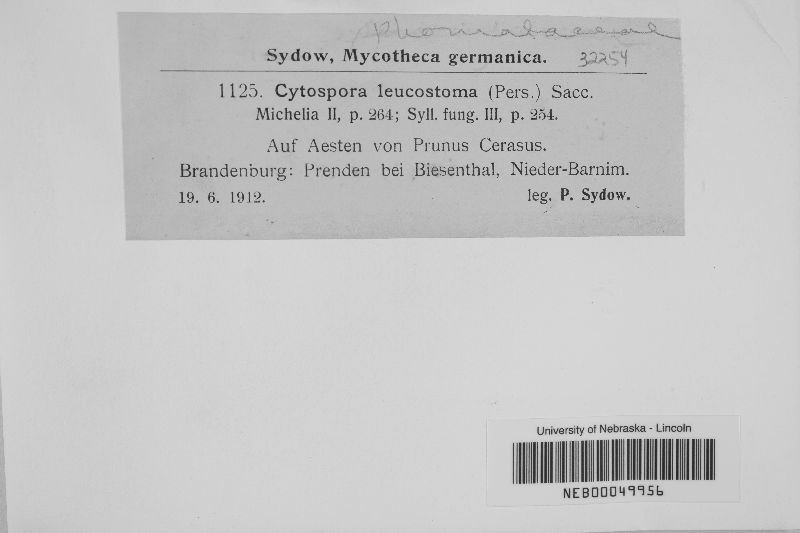 Phomataceae
Sydow, Mycotheca germanica. 32254
1125. Cytospora leucostoma (Pers.) Sacc.
Michelia II, p. 264; Syll. fung. III, p. 254.
Auf Aesten von Prunus Cerasus.
Brandenburg: Prenden bei Biesenthal, Nieder-Barnim.
19. 6. 1912. leg. P. Sydow.
University of Nebraska - Lincoln
NEB00049956